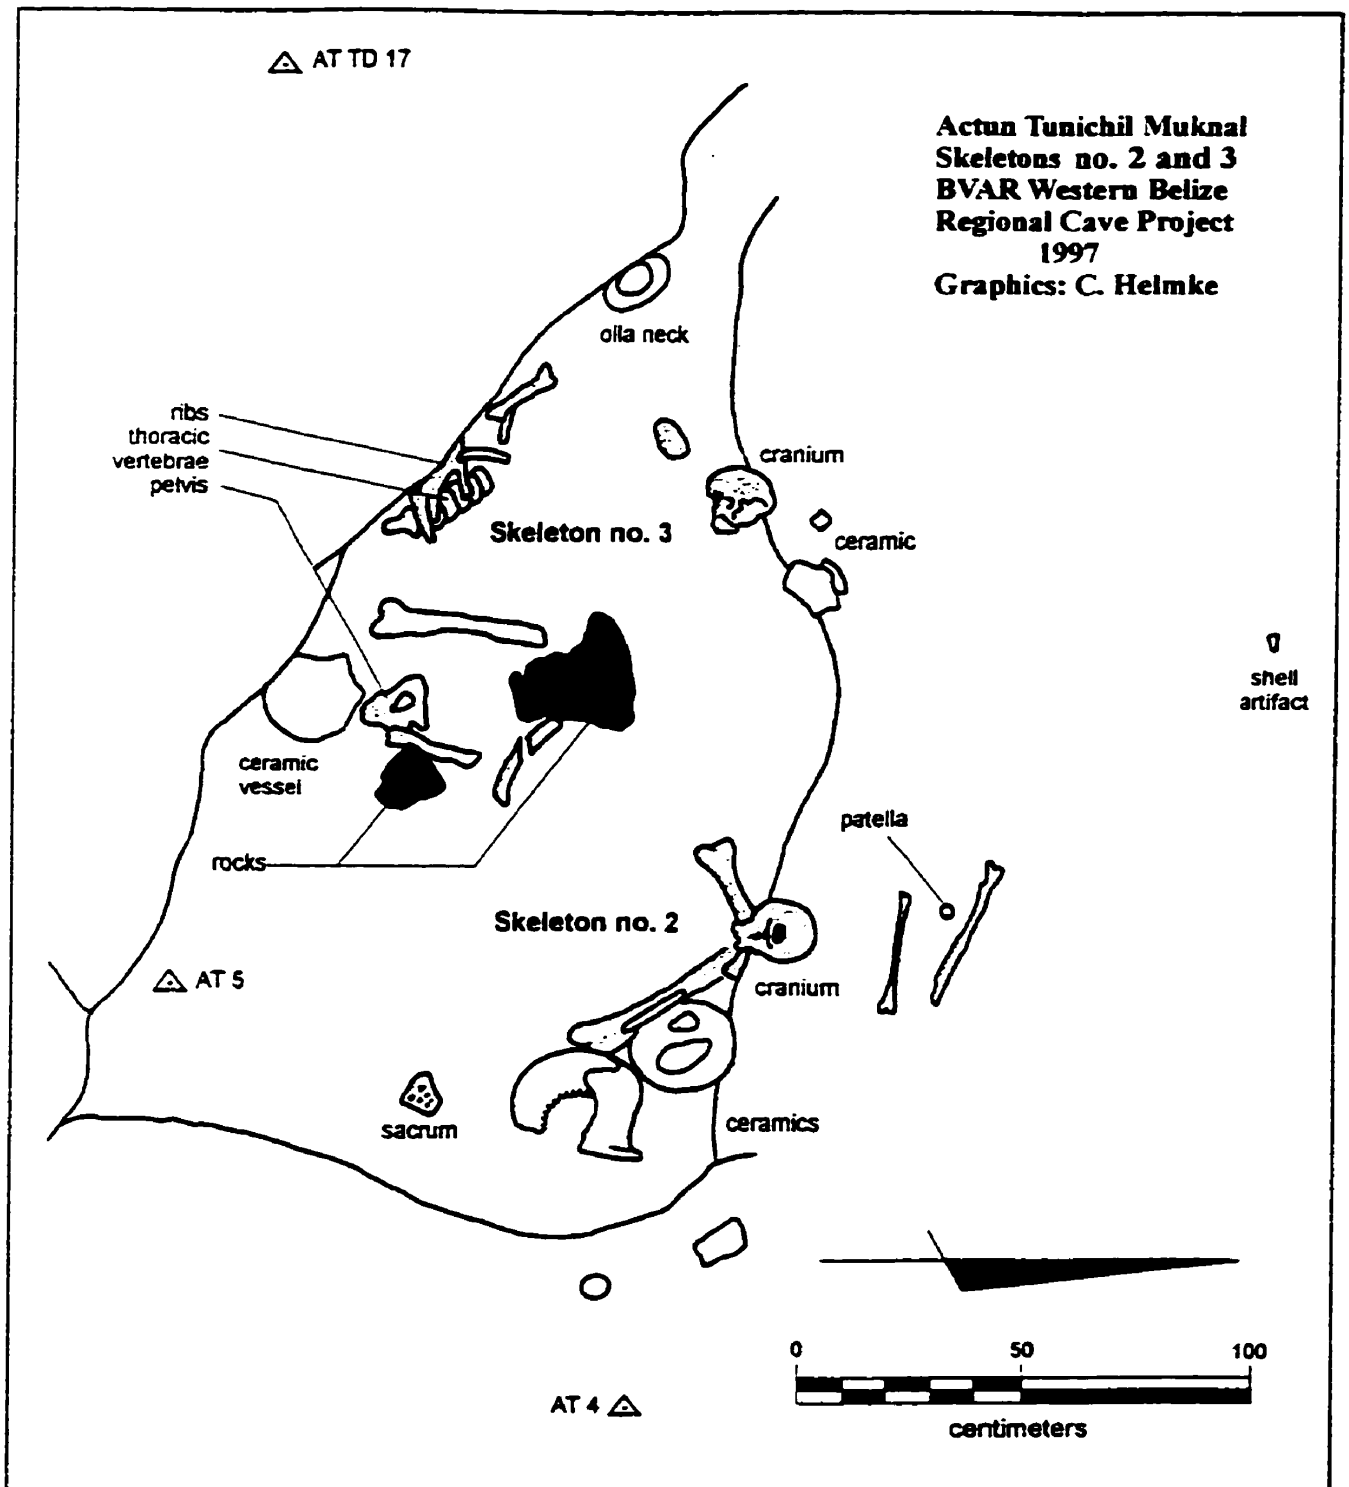 AT TD 17
Actun Tunichil Muknal
Skeletons no. 2 and 3
BVAR Western Belize
Regional Cave Project
1997
Graphics: C. Helmke
olla neck
ribs
thoracic
vertebrae
pelvis
cranium
Skeleton no. 3
ceramic
shell
artifact
ceramic
vessel
patella
rocks
Skeleton no. 2
AT 5
cranium
sacrum
ceramics
0 50 100
AT 4
centimeters